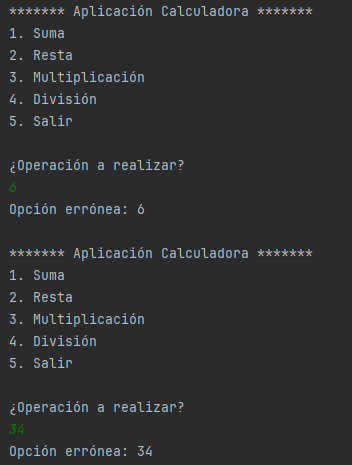 ******* Aplicación Calculadora *******
1. Suma
2. Resta
3. Multiplicación
4. División
5. Salir
¿Operación a realizar?
6
Opción errónea: 6
******* Aplicación Calculadora *******
1. Suma
2. Resta
3. Multiplicación
4. División
5. Salir
¿Operación a realizar?
34
Opción errónea: 34